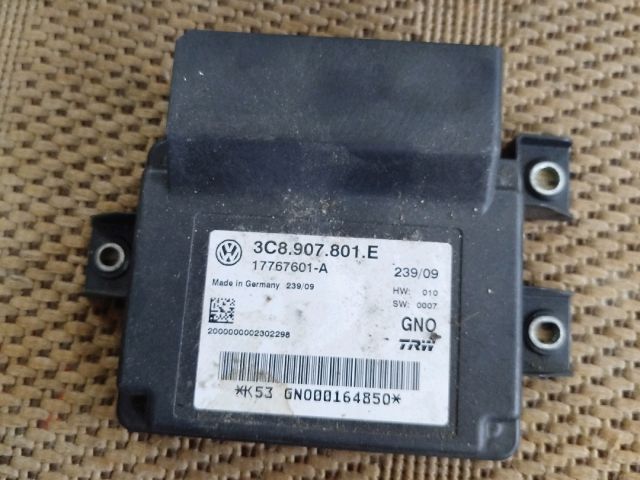 3C8.907.801.E
17767601-A
239/09
Made in Germany 239/09
HW: 010
SW: 0007
GNO
TRW
2000000002302298
*K53 GNO00164850*